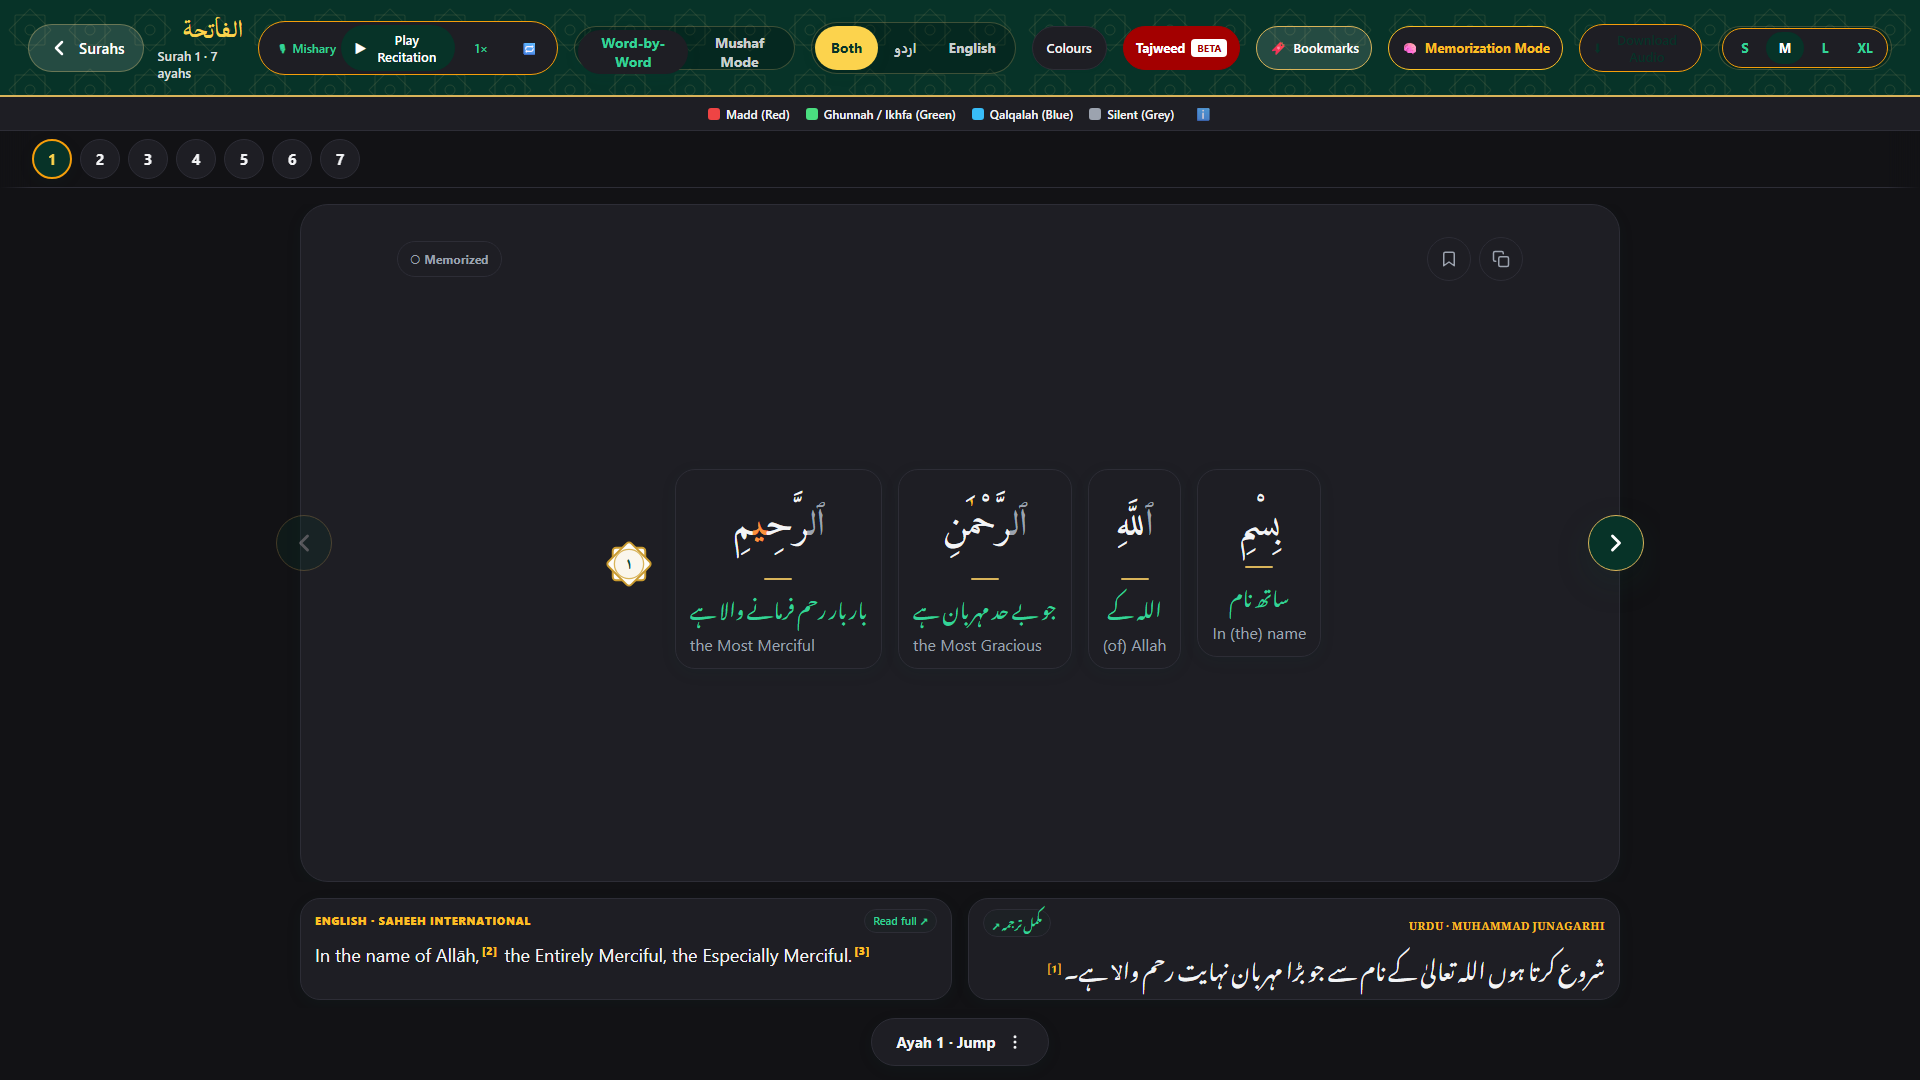 Surahs
الفاتحة
Surah 1 · 7
ayahs
Mishary
Play
Recitation
1×
Word-by-
Word
Mushaf
Mode
Both
اردو
English
Colours
Tajweed BETA
Bookmarks
Memorization Mode
Download
Audio
S M L XL
Madd (Red)
Ghunnah / Ikhfa (Green)
Qalqalah (Blue)
Silent (Grey)
1 2 3 4 5 6 7
Memorized
بِسْمِ ٱللَّهِ ٱلرَّحْمَٰنِ ٱلرَّحِيمِ ١
ساتھ نام
In (the) name
اللہ کے
(of) Allah
جو بے حد مہربان ہے
the Most Gracious
بار بار رحم فرمانے والا ہے
the Most Merciful
ENGLISH · SAHEEH INTERNATIONAL
Read full ↗
In the name of Allāh,[2] the Entirely Merciful, the Especially Merciful.[3]
URDU · MUHAMMAD JUNAGARHI
مکمل ترجمہ ↗
شروع کرتا ہوں اللہ تعالیٰ کے نام سے جو بڑا مہربان نہایت رحم والا ہے۔ [1]
Ayah 1 · Jump